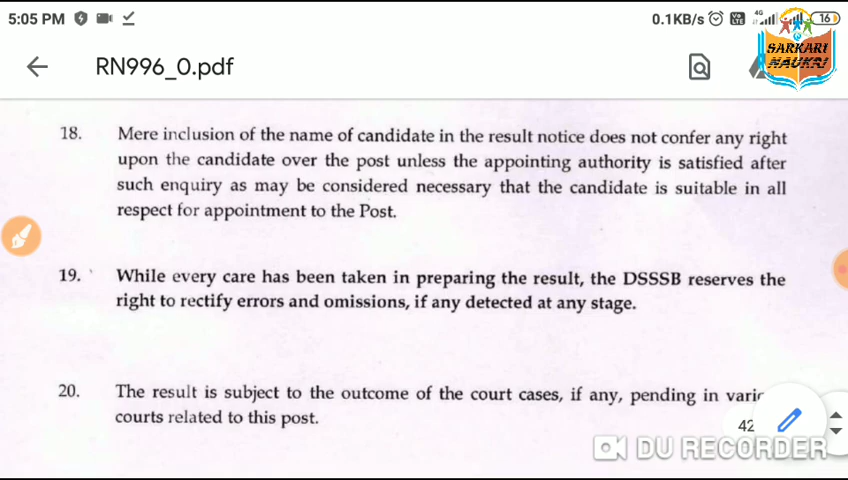 5:05 PM
0.1KB/s
4G
16
SARKARI
NAUKRI
RN996_0.pdf
18. Mere inclusion of the name of candidate in the result notice does not confer any right
upon the candidate over the post unless the appointing authority is satisfied after
such enquiry as may be considered necessary that the candidate is suitable in all
respect for appointment to the Post.
19. While every care has been taken in preparing the result, the DSSSB reserves the
right to rectify errors and omissions, if any detected at any stage.
20. The result is subject to the outcome of the court cases, if any, pending in
courts related to this post.
42
DU RECORDER